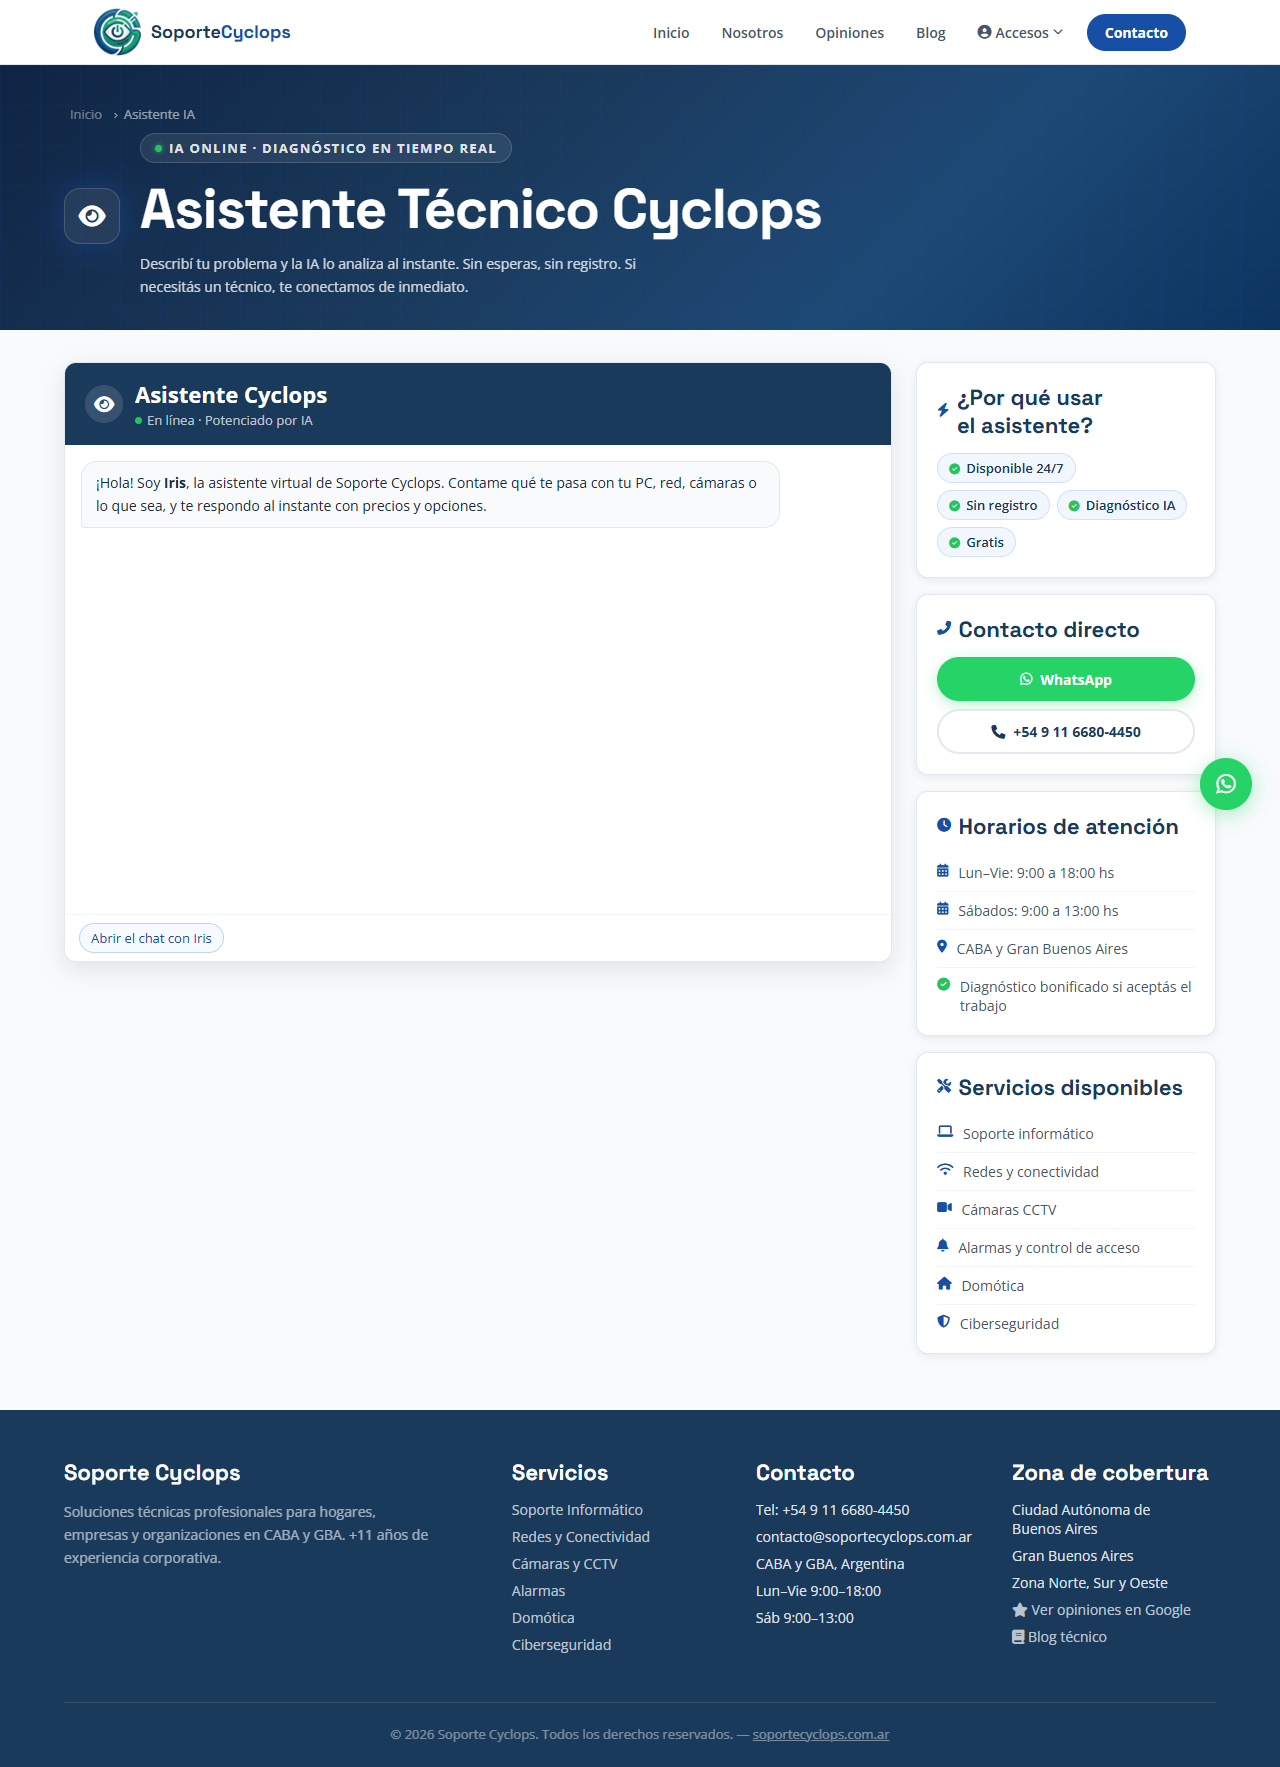 SoporteCyclops
Inicio
Nosotros
Opiniones
Blog
Accesos
Contacto
Inicio › Asistente IA
IA ONLINE · DIAGNÓSTICO EN TIEMPO REAL
Asistente Técnico Cyclops
Describí tu problema y la IA lo analiza al instante. Sin esperas, sin registro. Si
necesitás un técnico, te conectamos de inmediato.
Asistente Cyclops
En línea · Potenciado por IA
¡Hola! Soy Iris, la asistente virtual de Soporte Cyclops. Contame qué te pasa con tu PC, red, cámaras o
lo que sea, y te respondo al instante con precios y opciones.
Abrir el chat con Iris
¿Por qué usar
el asistente?
Disponible 24/7
Sin registro
Diagnóstico IA
Gratis
Contacto directo
WhatsApp
+54 9 11 6680-4450
Horarios de atención
Lun–Vie: 9:00 a 18:00 hs
Sábados: 9:00 a 13:00 hs
CABA y Gran Buenos Aires
Diagnóstico bonificado si aceptás el
trabajo
Servicios disponibles
Soporte informático
Redes y conectividad
Cámaras CCTV
Alarmas y control de acceso
Domótica
Ciberseguridad
Soporte Cyclops
Soluciones técnicas profesionales para hogares,
empresas y organizaciones en CABA y GBA. +11 años de
experiencia corporativa.
Servicios
Soporte Informático
Redes y Conectividad
Cámaras y CCTV
Alarmas
Domótica
Ciberseguridad
Contacto
Tel: +54 9 11 6680-4450
contacto@soportecyclops.com.ar
CABA y GBA, Argentina
Lun–Vie 9:00–18:00
Sáb 9:00–13:00
Zona de cobertura
Ciudad Autónoma de
Buenos Aires
Gran Buenos Aires
Zona Norte, Sur y Oeste
Ver opiniones en Google
Blog técnico
© 2026 Soporte Cyclops. Todos los derechos reservados. — soportecyclops.com.ar